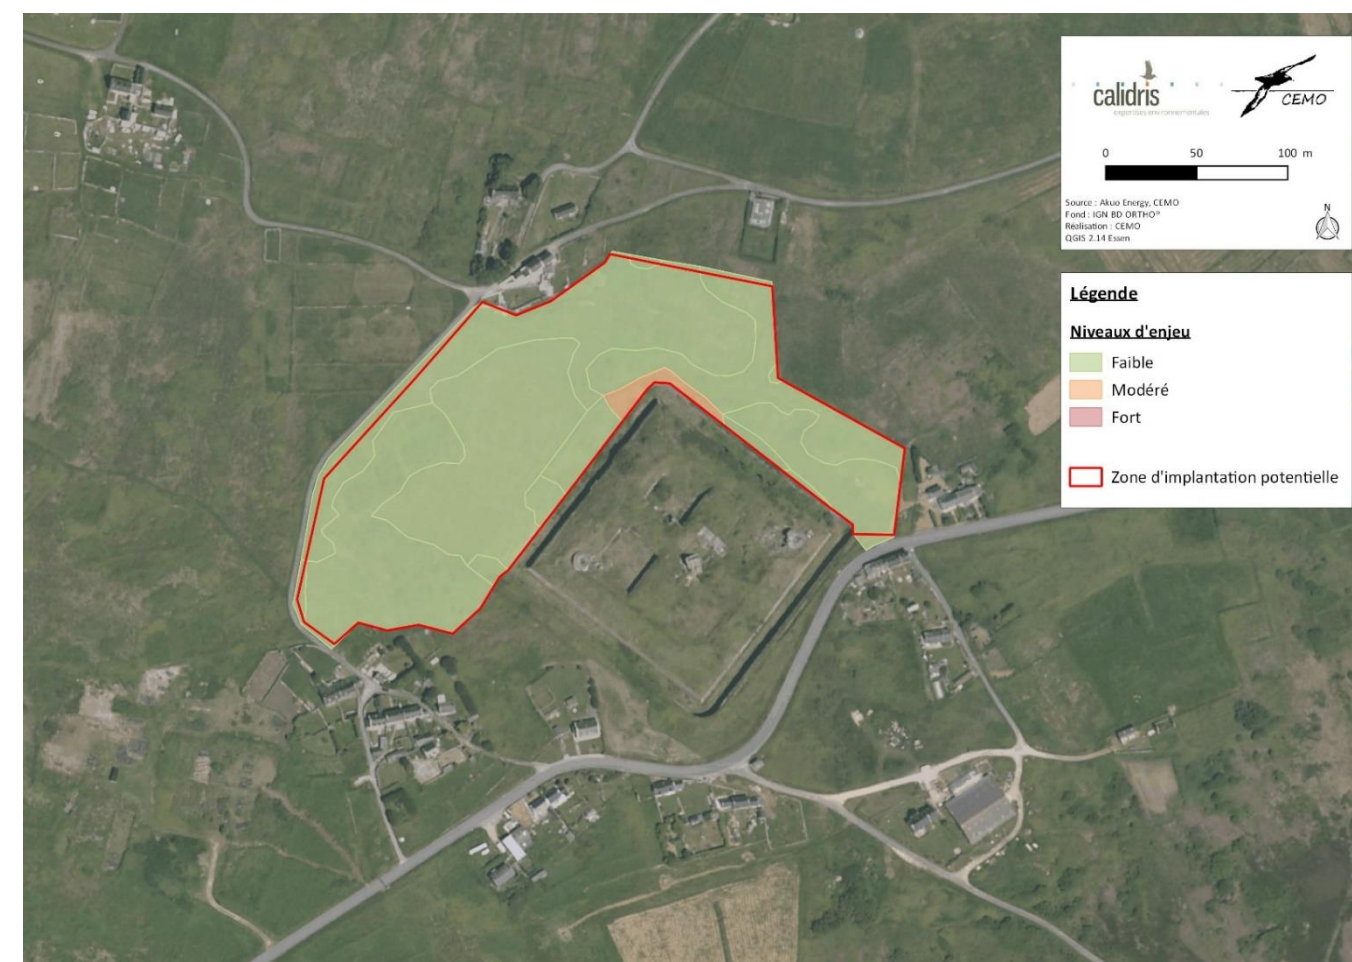 calidris
expertises environnementales
CEMO
0 50 100 m
Source : Akuo Energy, CEMO
Fond : IGN BD ORTHO®
Réalisation : CEMO
QGIS 2.14 Essen
N
Légende
Niveaux d'enjeu
Faible
Modéré
Fort
Zone d'implantation potentielle